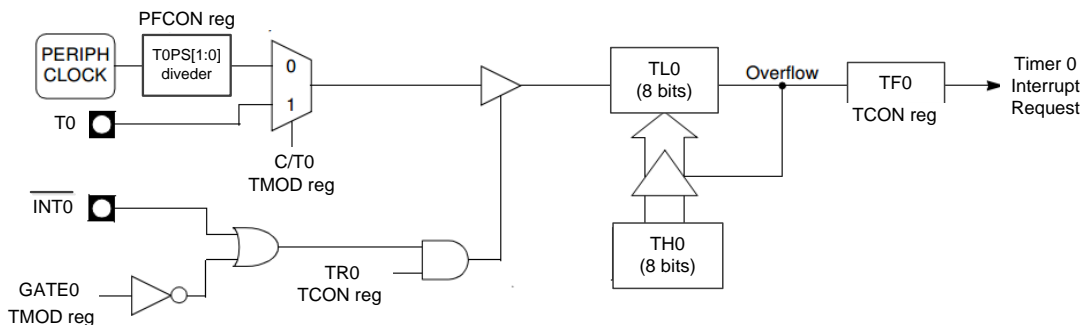 PFCON reg
PERIPH
CLOCK
T0PS[1:0]
diveder
0
1
T0
C/T0
TMOD reg
INT0
GATE0
TMOD reg
TR0
TCON reg
TL0
(8 bits)
Overflow
TF0
TCON reg
Timer 0
Interrupt
Request
TH0
(8 bits)